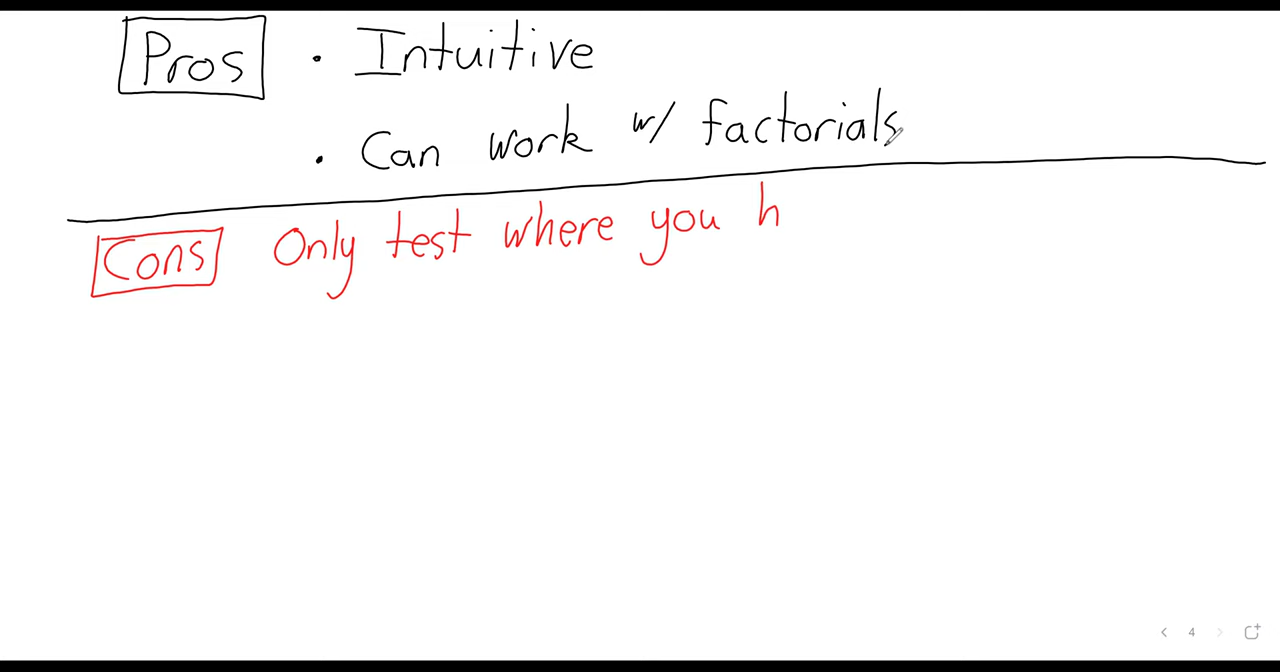 Pros • Intuitive
• Can work w/ factorials
Cons Only test where you h
< 4 >